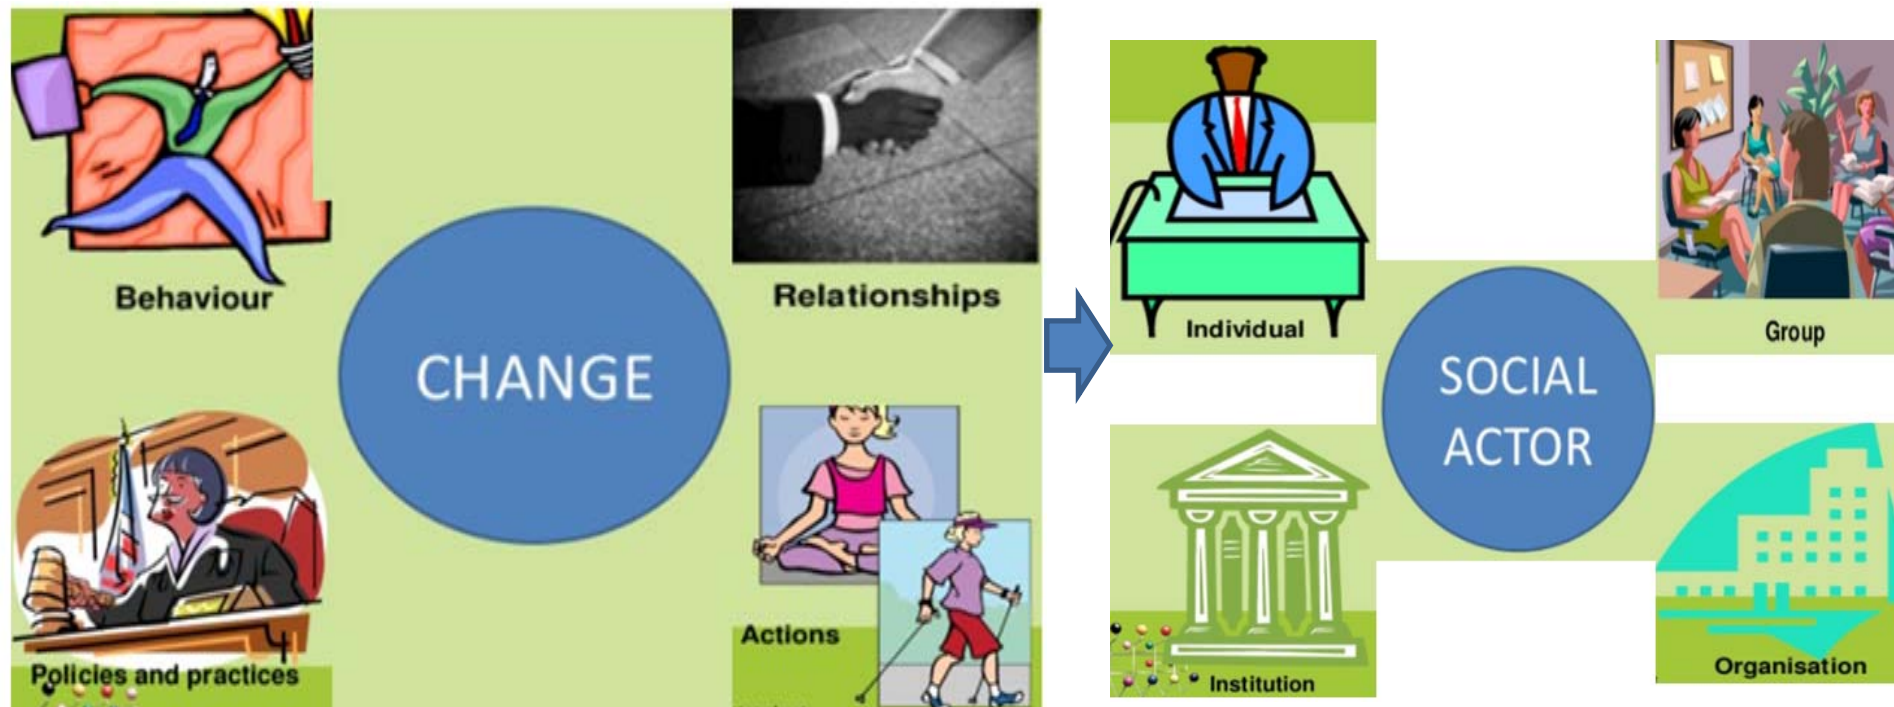 Behaviour
Relationships
CHANGE
Policies and practices
Actions
Individual
Group
SOCIAL
ACTOR
Institution
Organisation